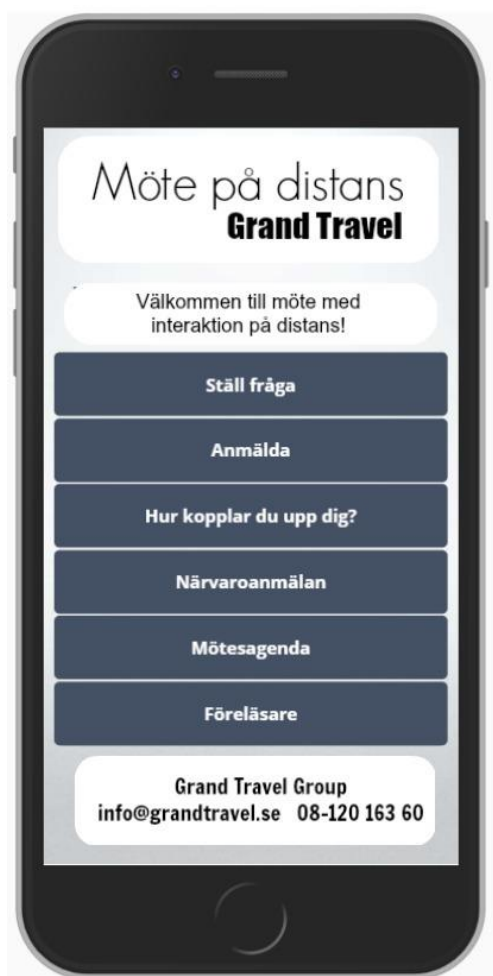 Möte på distans
Grand Travel
Välkommen till möte med
interaktion på distans!
Ställ fråga
Anmälda
Hur kopplar du upp dig?
Närvaroanmälan
Mötesagenda
Föreläsare
Grand Travel Group
info@grandtravel.se 08-120 163 60